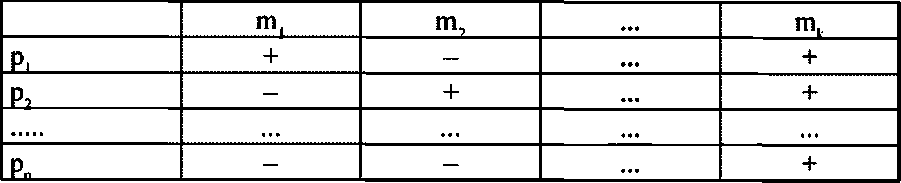 m₁ m₂ ... mₖ
p₁ + – ... +
p₂ – + ... +
..... ... ... ... ...
pₙ – – ... +